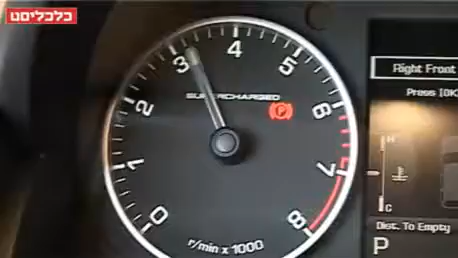 כלכליסט
0 1 2 3 4 5 6 7 8
SUPERCHARGED
(P)
r/min x 1000
Right Front
Press [OK
H
C
Dist. To Empty
P